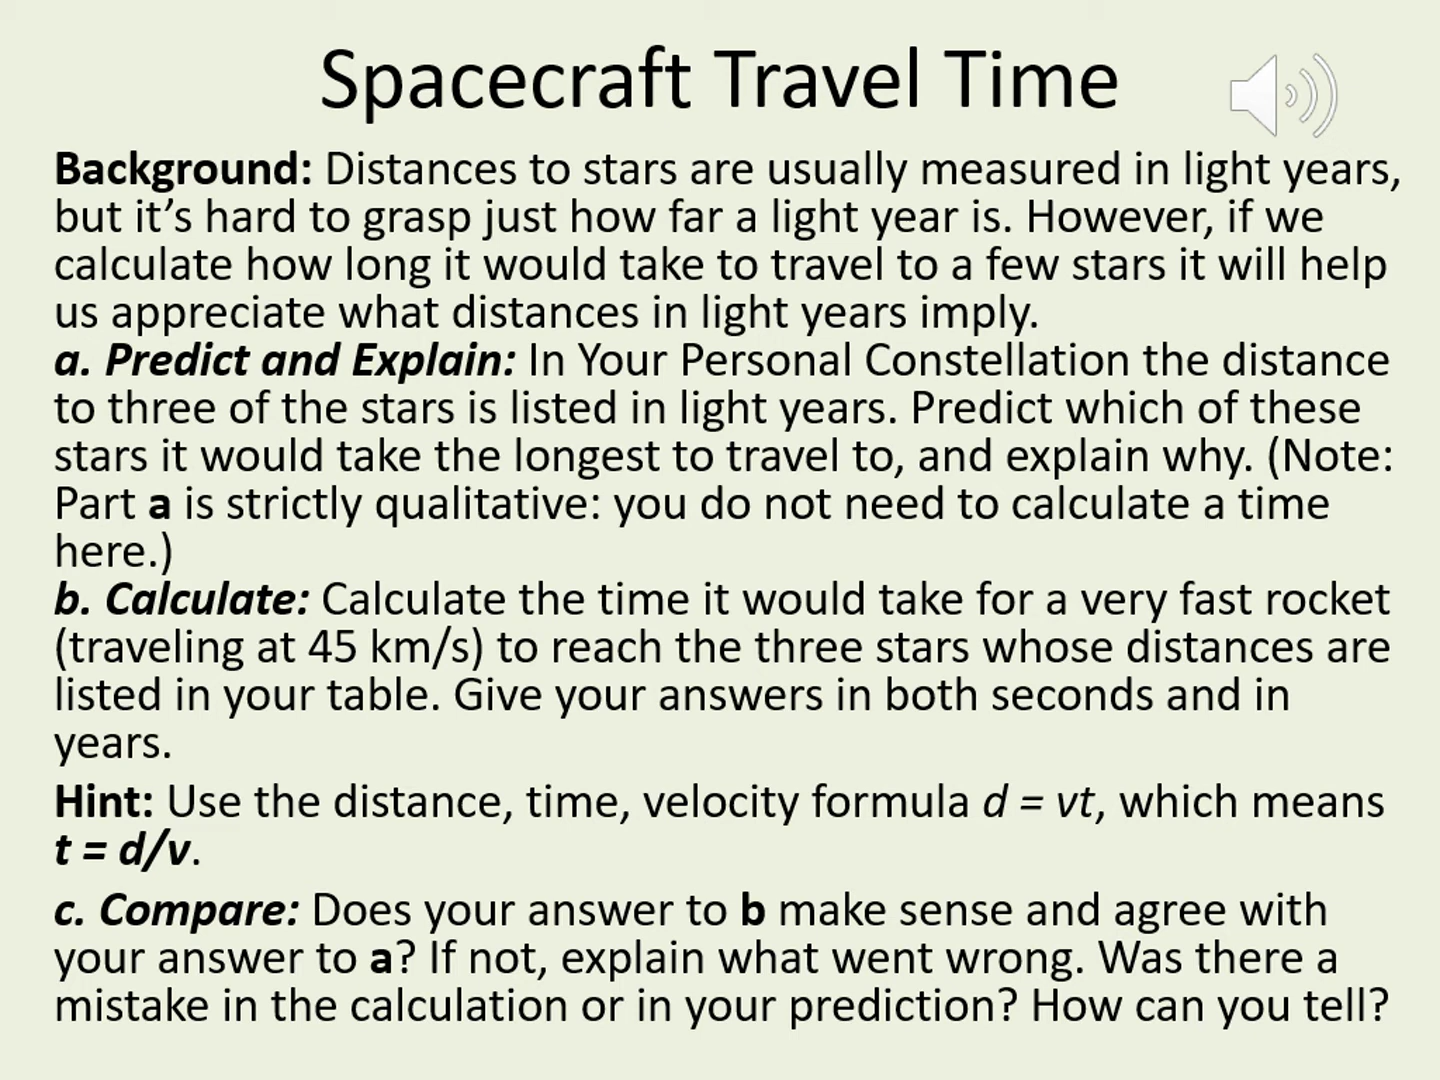 Spacecraft Travel Time
Background: Distances to stars are usually measured in light years,
but it’s hard to grasp just how far a light year is. However, if we
calculate how long it would take to travel to a few stars it will help
us appreciate what distances in light years imply.
a. Predict and Explain: In Your Personal Constellation the distance
to three of the stars is listed in light years. Predict which of these
stars it would take the longest to travel to, and explain why. (Note:
Part a is strictly qualitative: you do not need to calculate a time
here.)
b. Calculate: Calculate the time it would take for a very fast rocket
(traveling at 45 km/s) to reach the three stars whose distances are
listed in your table. Give your answers in both seconds and in
years.
Hint: Use the distance, time, velocity formula d = vt, which means
t = d/v.
c. Compare: Does your answer to b make sense and agree with
your answer to a? If not, explain what went wrong. Was there a
mistake in the calculation or in your prediction? How can you tell?